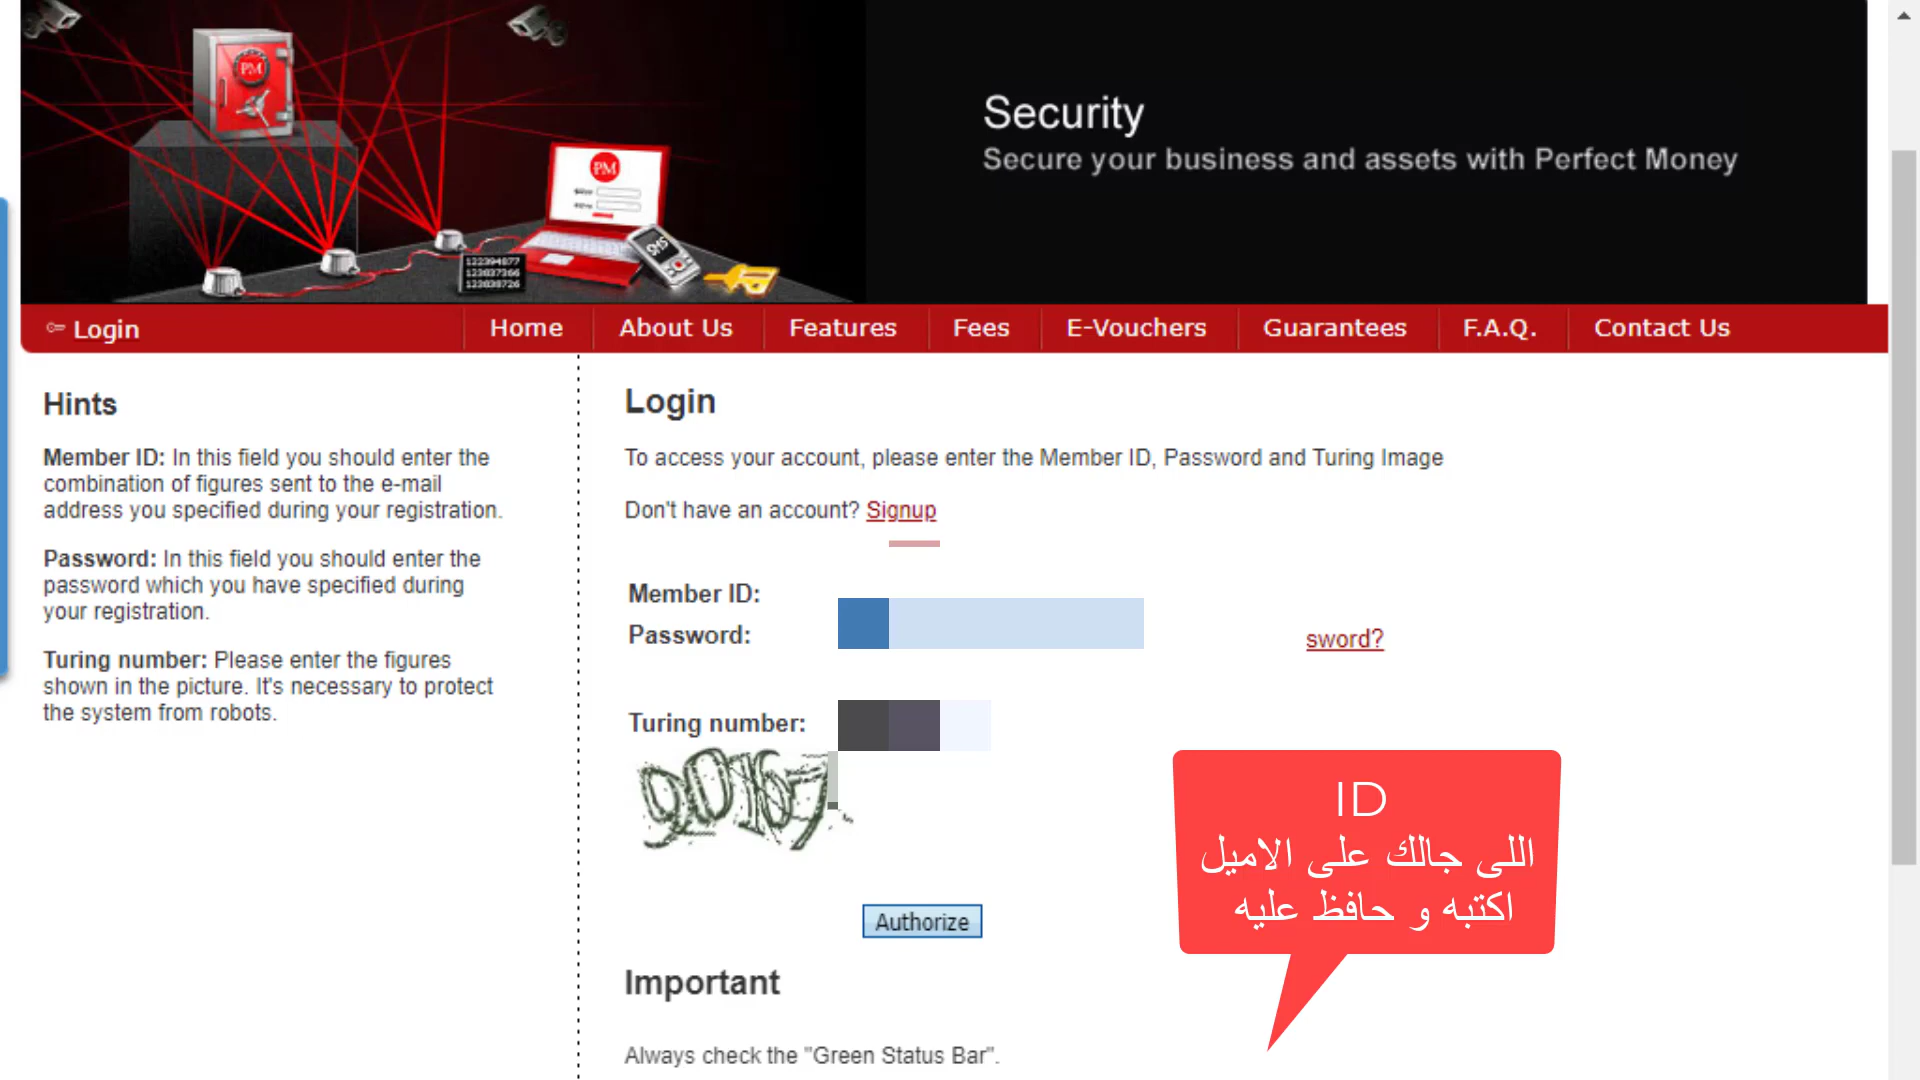 PM
PM
SMS
122394877
123837366
123838726
Security
Secure your business and assets with Perfect Money
Login
Home
About Us
Features
Fees
E-Vouchers
Guarantees
F.A.Q.
Contact Us
Hints
Member ID: In this field you should enter the
combination of figures sent to the e-mail
address you specified during your registration.
Password: In this field you should enter the
password which you have specified during
your registration.
Turing number: Please enter the figures
shown in the picture. It's necessary to protect
the system from robots.
Login
To access your account, please enter the Member ID, Password and Turing Image
Don't have an account? Signup
Member ID:
Password:
sword?
Turing number:
90167
Authorize
ID
اللى جالك على الاميل
اكتبه و حافظ عليه
Important
Always check the "Green Status Bar".